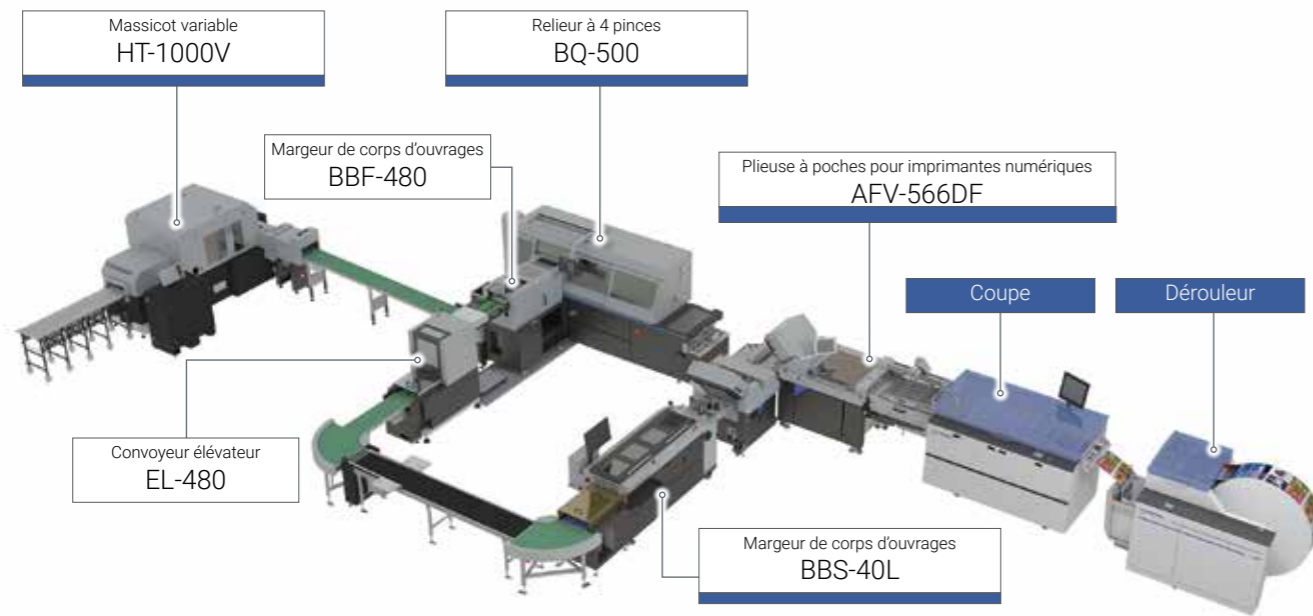 Massicot variable
HT-1000V
Relieur à 4 pinces
BQ-500
Margeur de corps d'ouvrages
BBF-480
Plieuse à poches pour imprimantes numériques
AFV-566DF
Coupe
Dérouleur
Convoyeur élévateur
EL-480
Margeur de corps d'ouvrages
BBS-40L